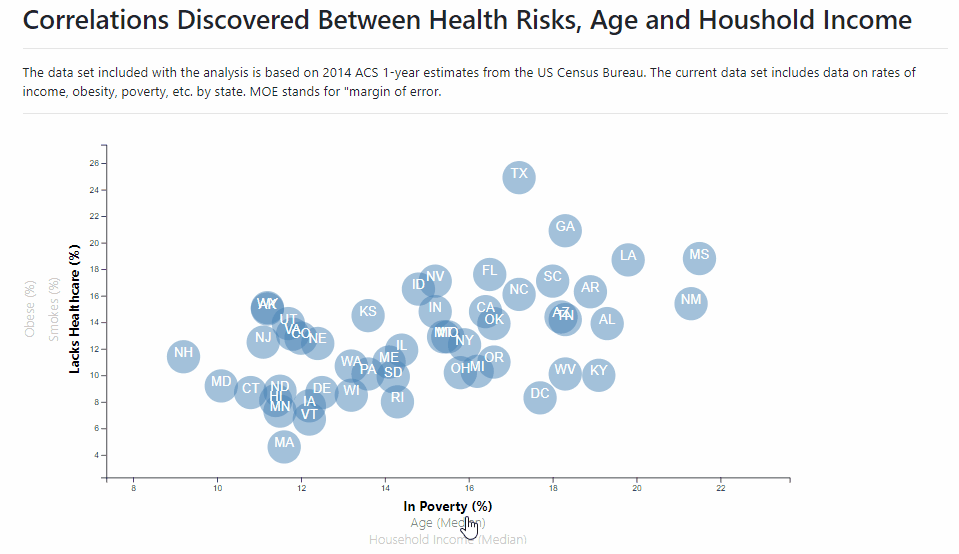 Correlations Discovered Between Health Risks, Age and Houshold Income
The data set included with the analysis is based on 2014 ACS 1-year estimates from the US Census Bureau. The current data set includes data on rates of
income, obesity, poverty, etc. by state. MOE stands for "margin of error.
Obese (%)
Smokes (%)
Lacks Healthcare (%)
26
24
22
20
18
16
14
12
10
8
6
4
TX
GA
LA
MS
FL
NV
ID
SC
NC
AR
NM
AK
WY
KS
IN
CA
OK
AZ
TN
AL
UT
VA
CO
NE
NJ
MO
NY
NH
IL
ME
WA
PA
SD
OH
MI
OR
WV
KY
MD
CT
ND
HI
MN
DE
IA
VT
WI
RI
DC
MA
8
10
12
14
16
18
20
22
In Poverty (%)
Age (Median)
Household Income (Median)